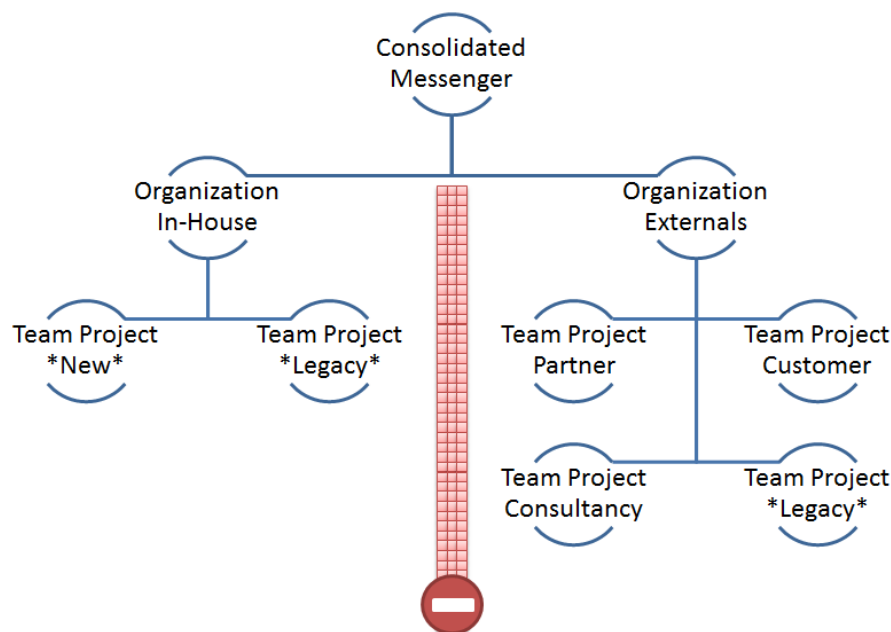 Consolidated
Messenger
Organization
In-House
Organization
Externals
Team Project
*New*
Team Project
*Legacy*
Team Project
Partner
Team Project
Customer
Team Project
Consultancy
Team Project
*Legacy*